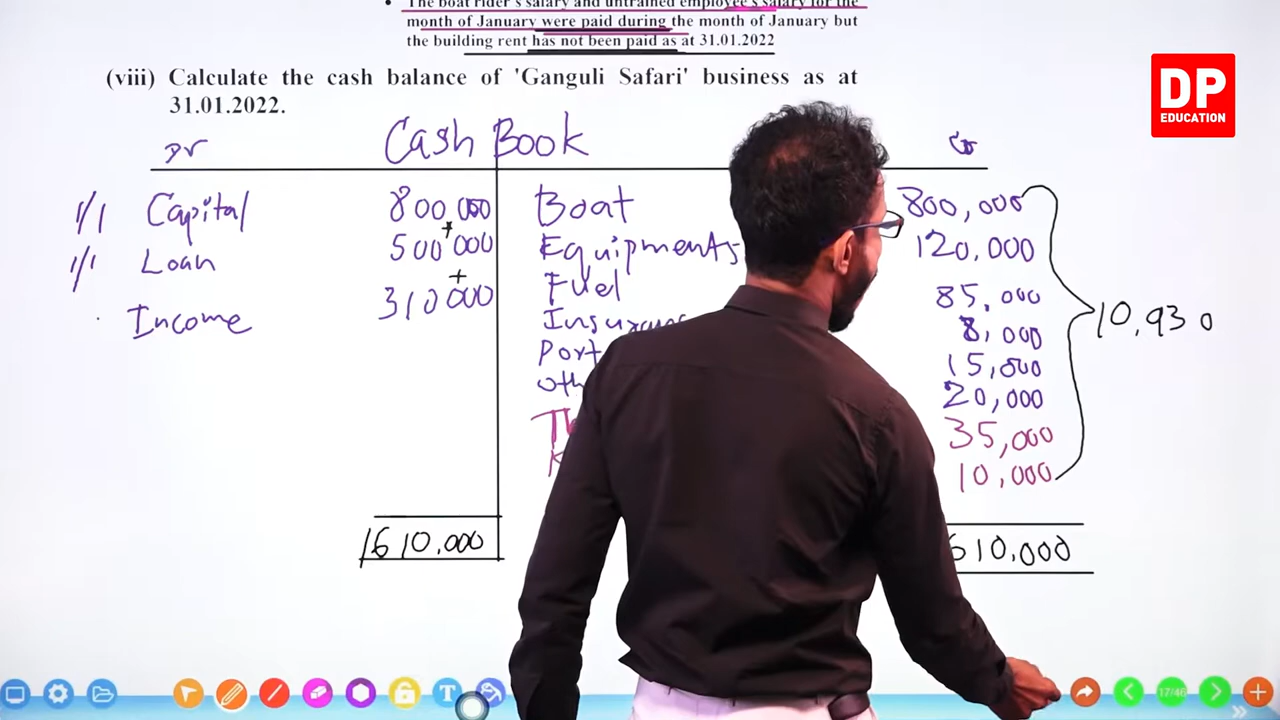 The boat rider's salary and untrained employee's salary for the
month of January were paid during the month of January but
the building rent has not been paid as at 31.01.2022
(viii) Calculate the cash balance of 'Ganguli Safari' business as at
31.01.2022.
DP
EDUCATION
Dr Cash Book Cr
1/1 Capital 800,000 Boat 800,000
1/1 Loan 500,000 Equipments 120,000
Income 310,000 Fuel 85,000
8,000
Port 15,000
Oth 20,000
35,000
10,000
10,930
1610,000 610,000
17/46